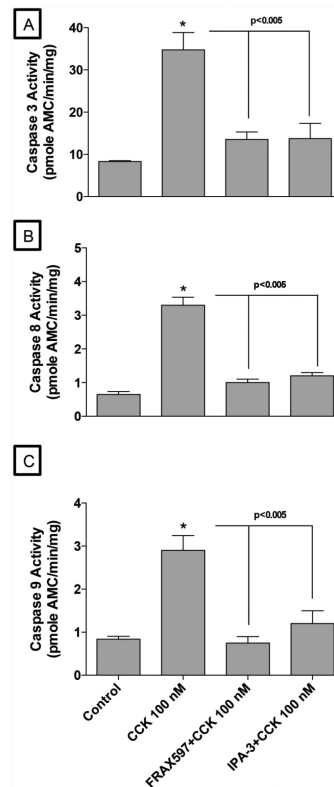 A
Caspase 3 Activity
(pmole AMC/min/mg)
40
30
20
10
0
*
p<0.005
B
Caspase 8 Activity
(pmole AMC/min/mg)
5
4
3
2
1
0
*
p<0.005
C
Caspase 9 Activity
(pmole AMC/min/mg)
4
3
2
1
0
*
p<0.005
Control
CCK 100 nM
FRAX597+CCK 100 nM
IPA-3+CCK 100 nM